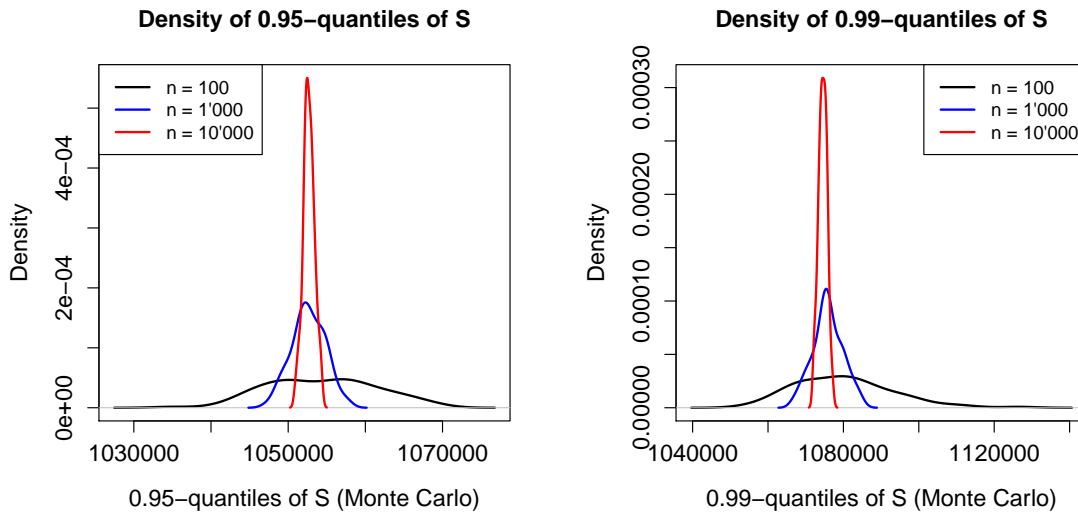 Density of 0.95−quantiles of S
n = 100
n = 1'000
n = 10'000
Density
0e+00
2e−04
4e−04
1030000
1050000
1070000
0.95−quantiles of S (Monte Carlo)
Density of 0.99−quantiles of S
n = 100
n = 1'000
n = 10'000
Density
0.00000
0.00010
0.00020
0.00030
1040000
1080000
1120000
0.99−quantiles of S (Monte Carlo)